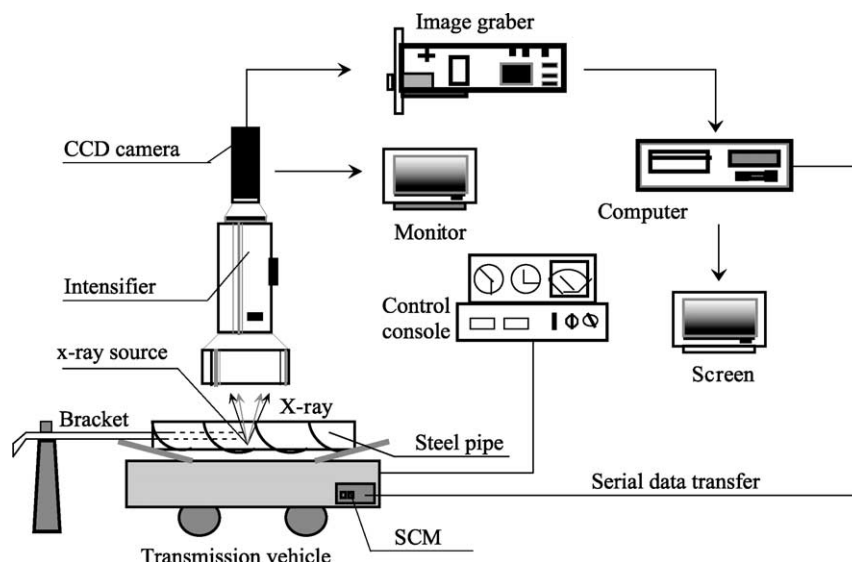 Image graber
CCD camera
Monitor
Computer
Intensifier
Control
console
x-ray source
Screen
X-ray
Bracket
Steel pipe
Serial data transfer
SCM
Transmission vehicle